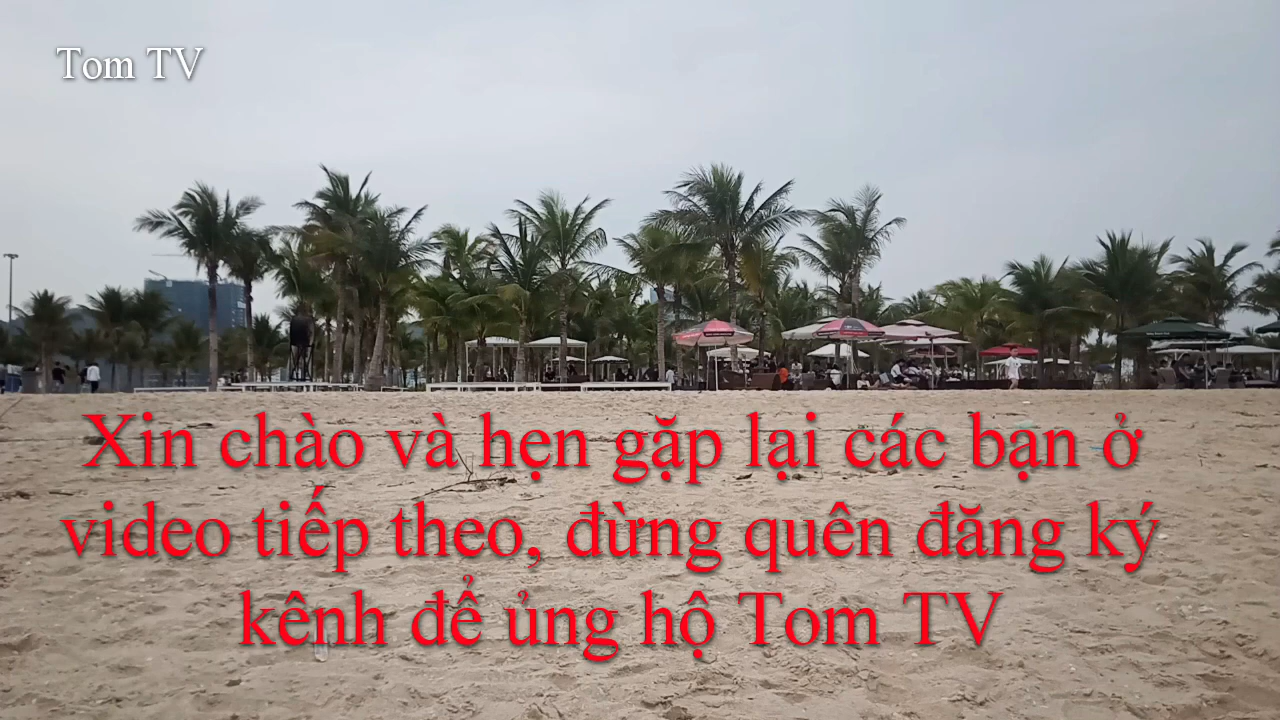 Tom TV
Xin chào và hẹn gặp lại các bạn ở
video tiếp theo, đừng quên đăng ký
kênh để ủng hộ Tom TV